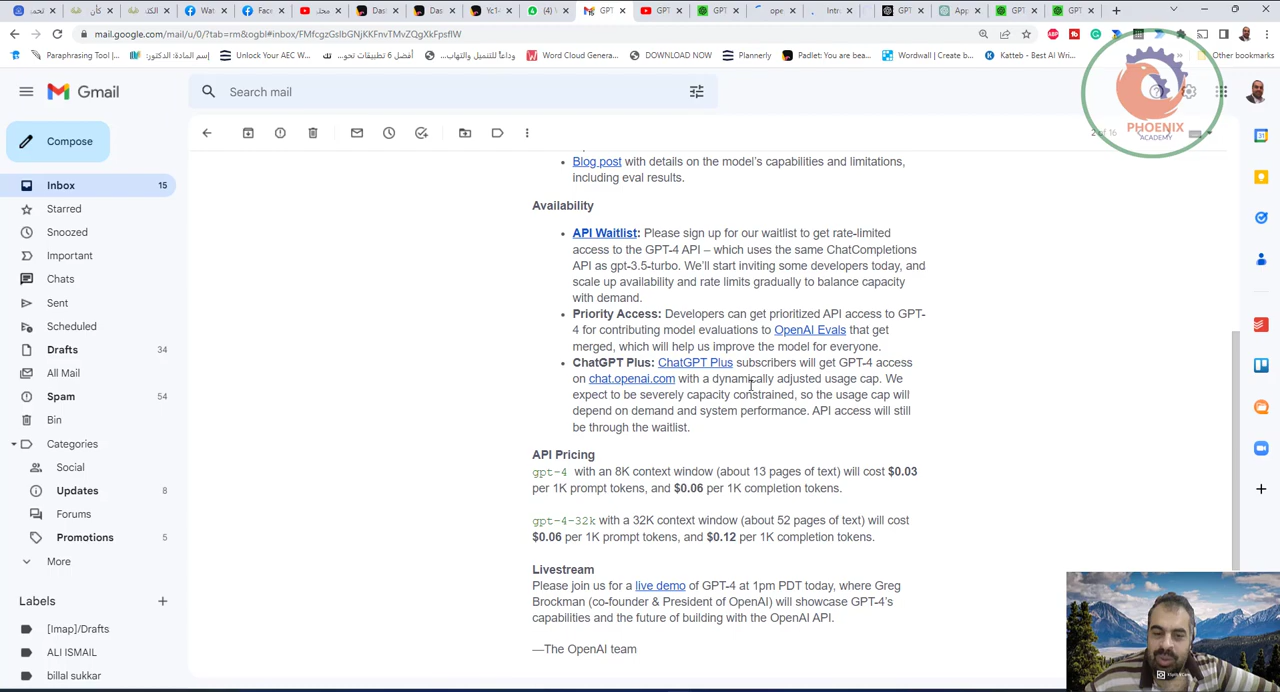 mail.google.com/mail/u/0/?tab=rm&ogbl#inbox/FMfcgzGslbGNjKKFnvTMvZQgXkFpsflW
Paraphrasing Tool |...
إسم المادة: الدكتور...
Unlock Your AEC W...
أفضل 6 تطبيقات تحو...
وداعاً للتمثيل والتهاب...
Word Cloud Genera...
DOWNLOAD NOW
Plannerly
Padlet: You are bea...
Wordwall | Create b...
Katteb - Best AI Wri...
Other bookmarks
Gmail
Search mail
PHOENIX
ACADEMY
Compose
2 of 16
Inbox 15
Starred
Snoozed
Important
Chats
Sent
Scheduled
Drafts 34
All Mail
Spam 54
Bin
Categories
Social
Updates 8
Forums
Promotions 5
More
Labels
[Imap]/Drafts
ALI ISMAIL
billal sukkar
Blog post with details on the model's capabilities and limitations,
including eval results.
Availability
API Waitlist: Please sign up for our waitlist to get rate-limited
access to the GPT-4 API – which uses the same ChatCompletions
API as gpt-3.5-turbo. We'll start inviting some developers today, and
scale up availability and rate limits gradually to balance capacity
with demand.
Priority Access: Developers can get prioritized API access to GPT-
4 for contributing model evaluations to OpenAI Evals that get
merged, which will help us improve the model for everyone.
ChatGPT Plus: ChatGPT Plus subscribers will get GPT-4 access
on chat.openai.com with a dynamically adjusted usage cap. We
expect to be severely capacity constrained, so the usage cap will
depend on demand and system performance. API access will still
be through the waitlist.
API Pricing
gpt-4 with an 8K context window (about 13 pages of text) will cost $0.03
per 1K prompt tokens, and $0.06 per 1K completion tokens.
gpt-4-32k with a 32K context window (about 52 pages of text) will cost
$0.06 per 1K prompt tokens, and $0.12 per 1K completion tokens.
Livestream
Please join us for a live demo of GPT-4 at 1pm PDT today, where Greg
Brockman (co-founder & President of OpenAI) will showcase GPT-4's
capabilities and the future of building with the OpenAI API.
—The OpenAI team